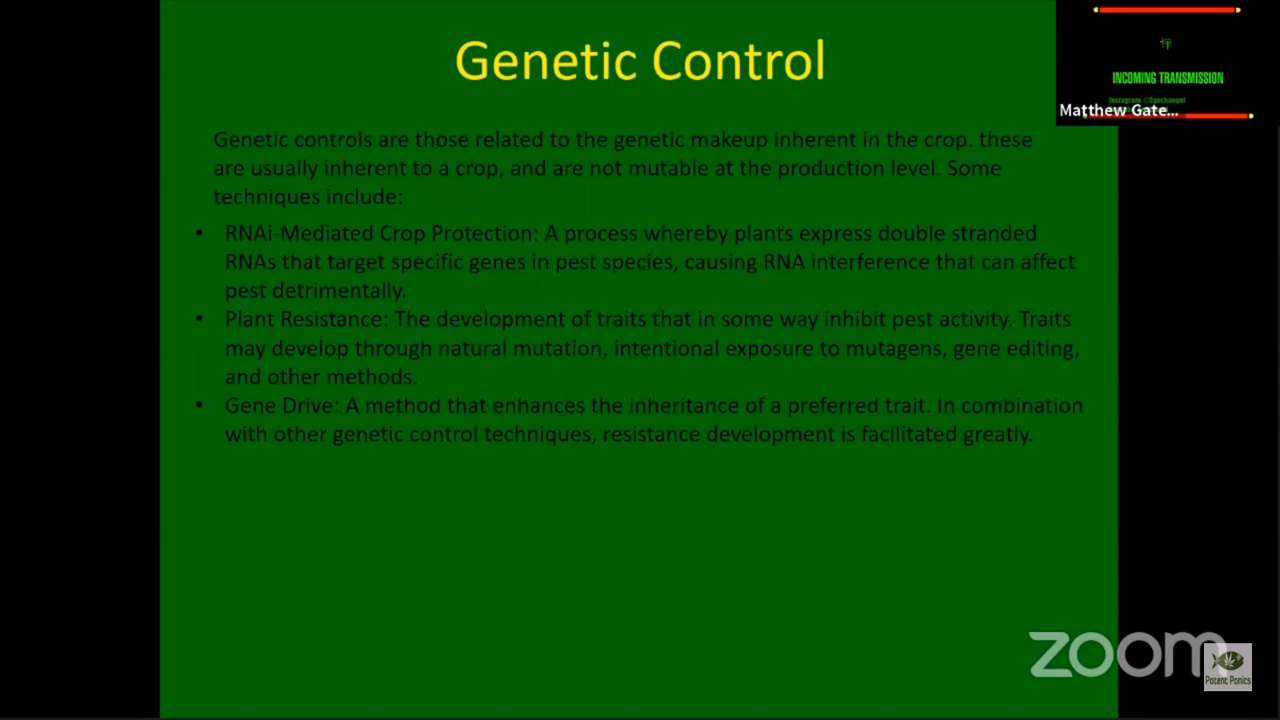 Genetic Control
INCOMING TRANSMISSION
Matthew Gate...
Genetic controls are those related to the genetic makeup inherent in the crop. these
are usually inherent to a crop, and are not mutable at the production level. Some
techniques include:
• RNAi-Mediated Crop Protection: A process whereby plants express double stranded
RNAs that target specific genes in pest species, causing RNA interference that can affect
pest detrimentally.
• Plant Resistance: The development of traits that in some way inhibit pest activity. Traits
may develop through natural mutation, intentional exposure to mutagens, gene editing,
and other methods.
• Gene Drive: A method that enhances the inheritance of a preferred trait. In combination
with other genetic control techniques, resistance development is facilitated greatly.
zoom
Potent Ponics